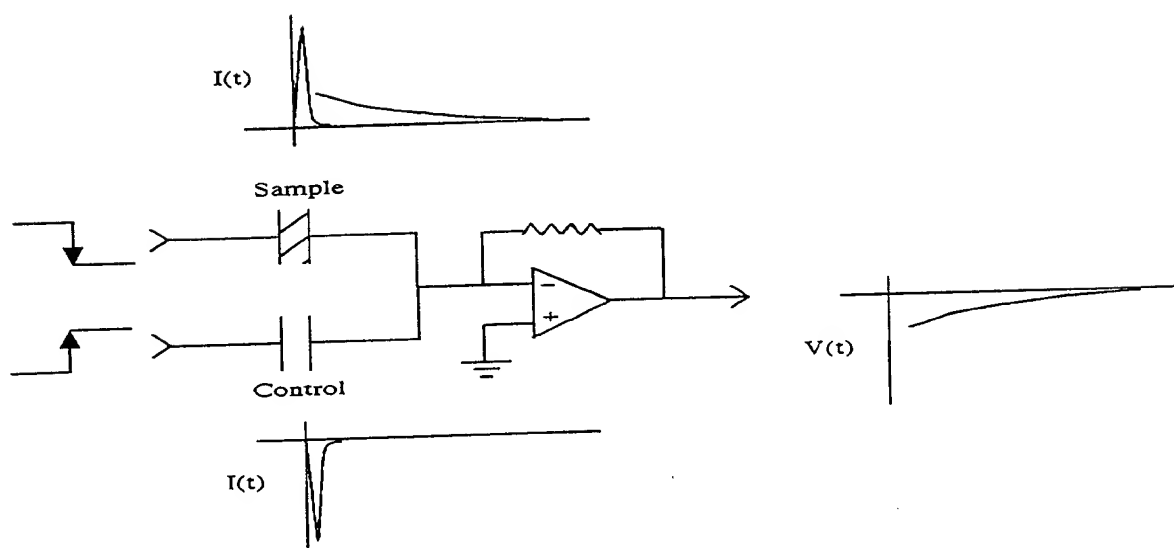 I(t)
Sample
−
+
V(t)
Control
I(t)